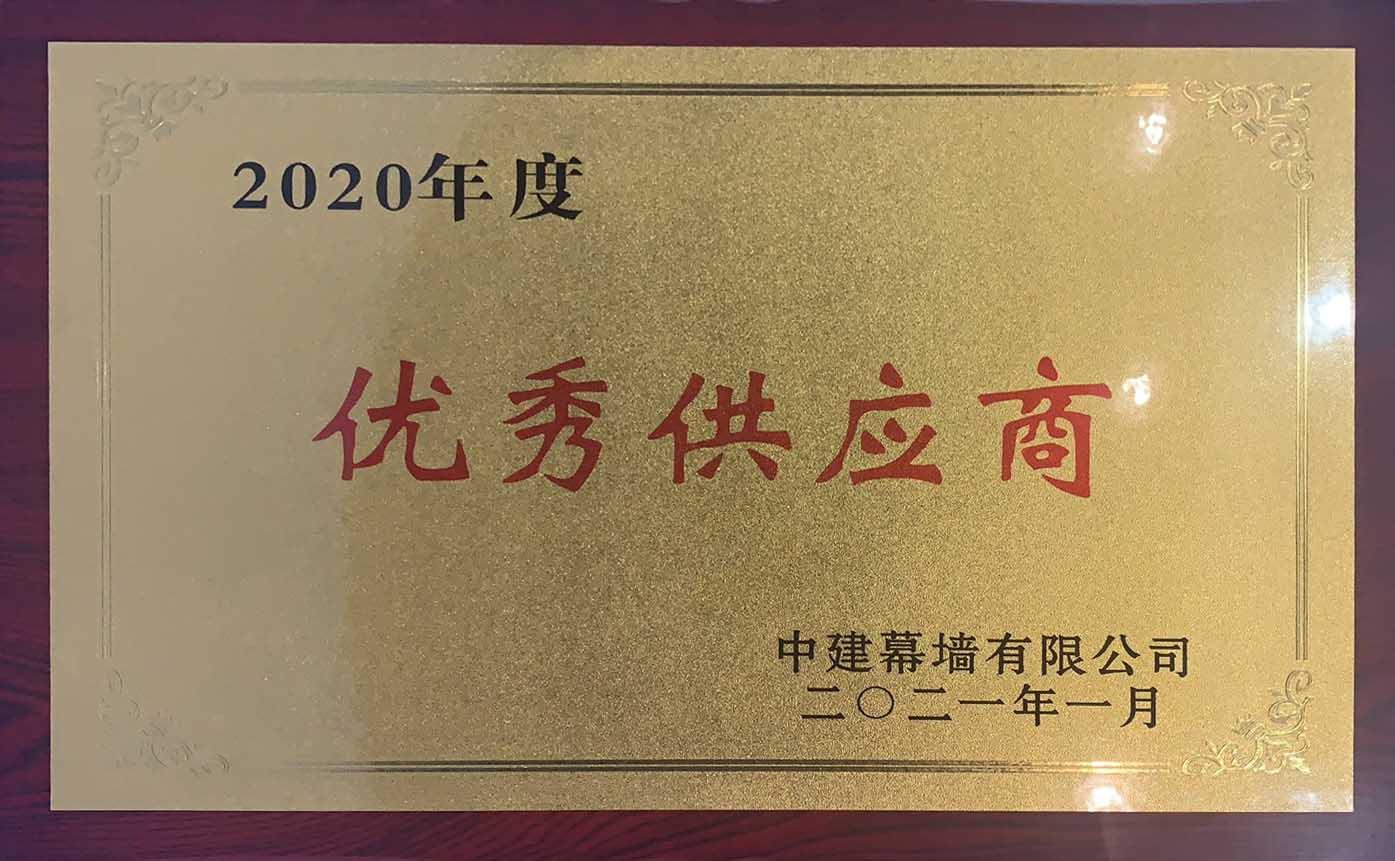 2020年度
优秀供应商
中建幕墙有限公司
二〇二一年一月